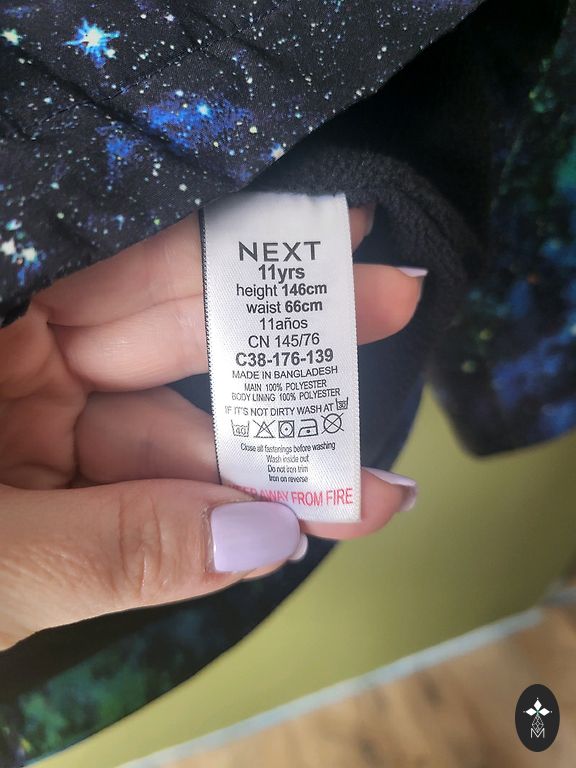 NEXT
11yrs
height 146cm
waist 66cm
11años
CN 145/76
C38-176-139
MADE IN BANGLADESH
MAIN 100% POLYESTER
BODY LINING 100% POLYESTER
IF IT'S NOT DIRTY WASH AT 30
40
Close all fastenings before washing
Wash inside out
Do not iron trim
Iron on reverse
AWAY FROM FIRE
M